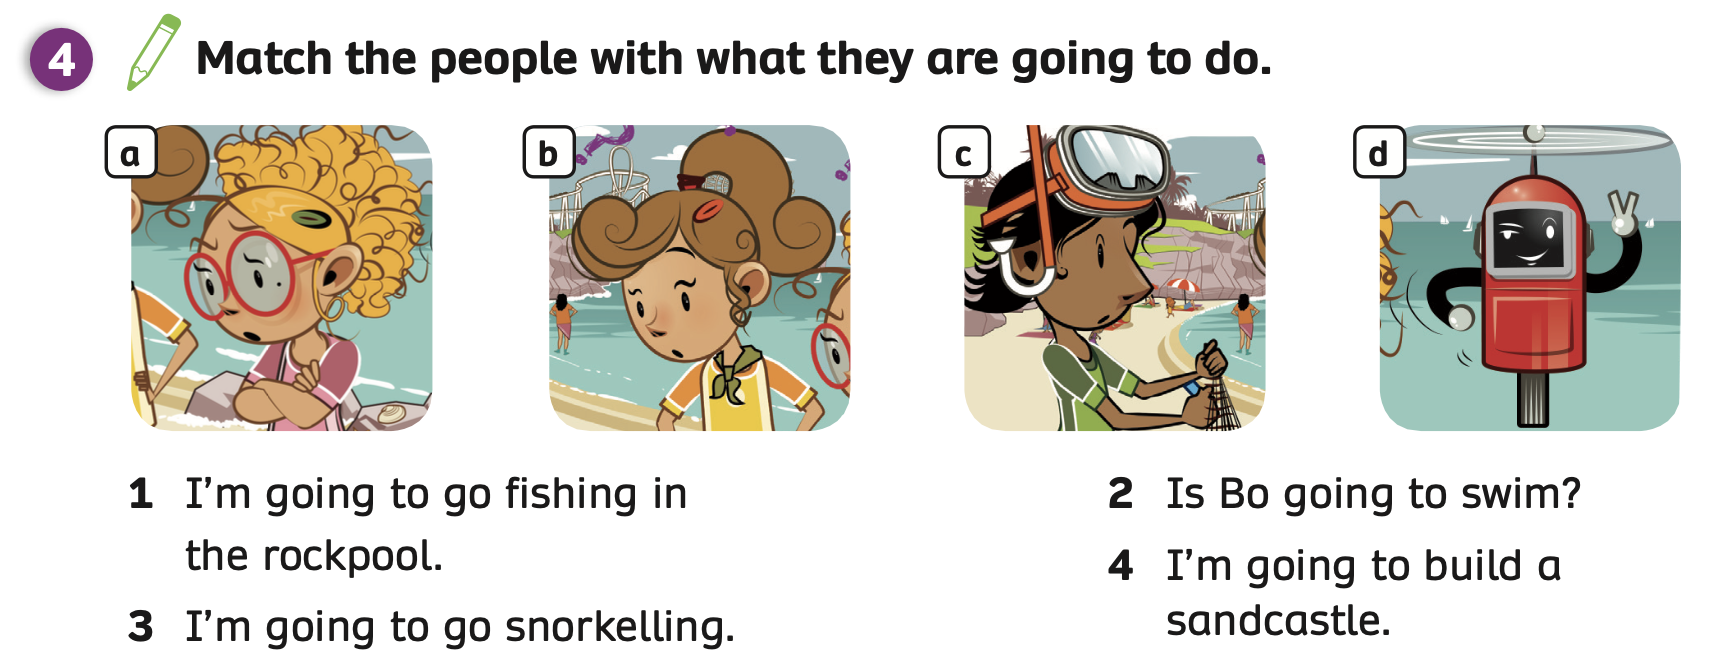 4 Match the people with what they are going to do.
a
b
c
d
1 I'm going to go fishing in
the rockpool.
2 Is Bo going to swim?
3 I'm going to go snorkelling.
4 I'm going to build a
sandcastle.